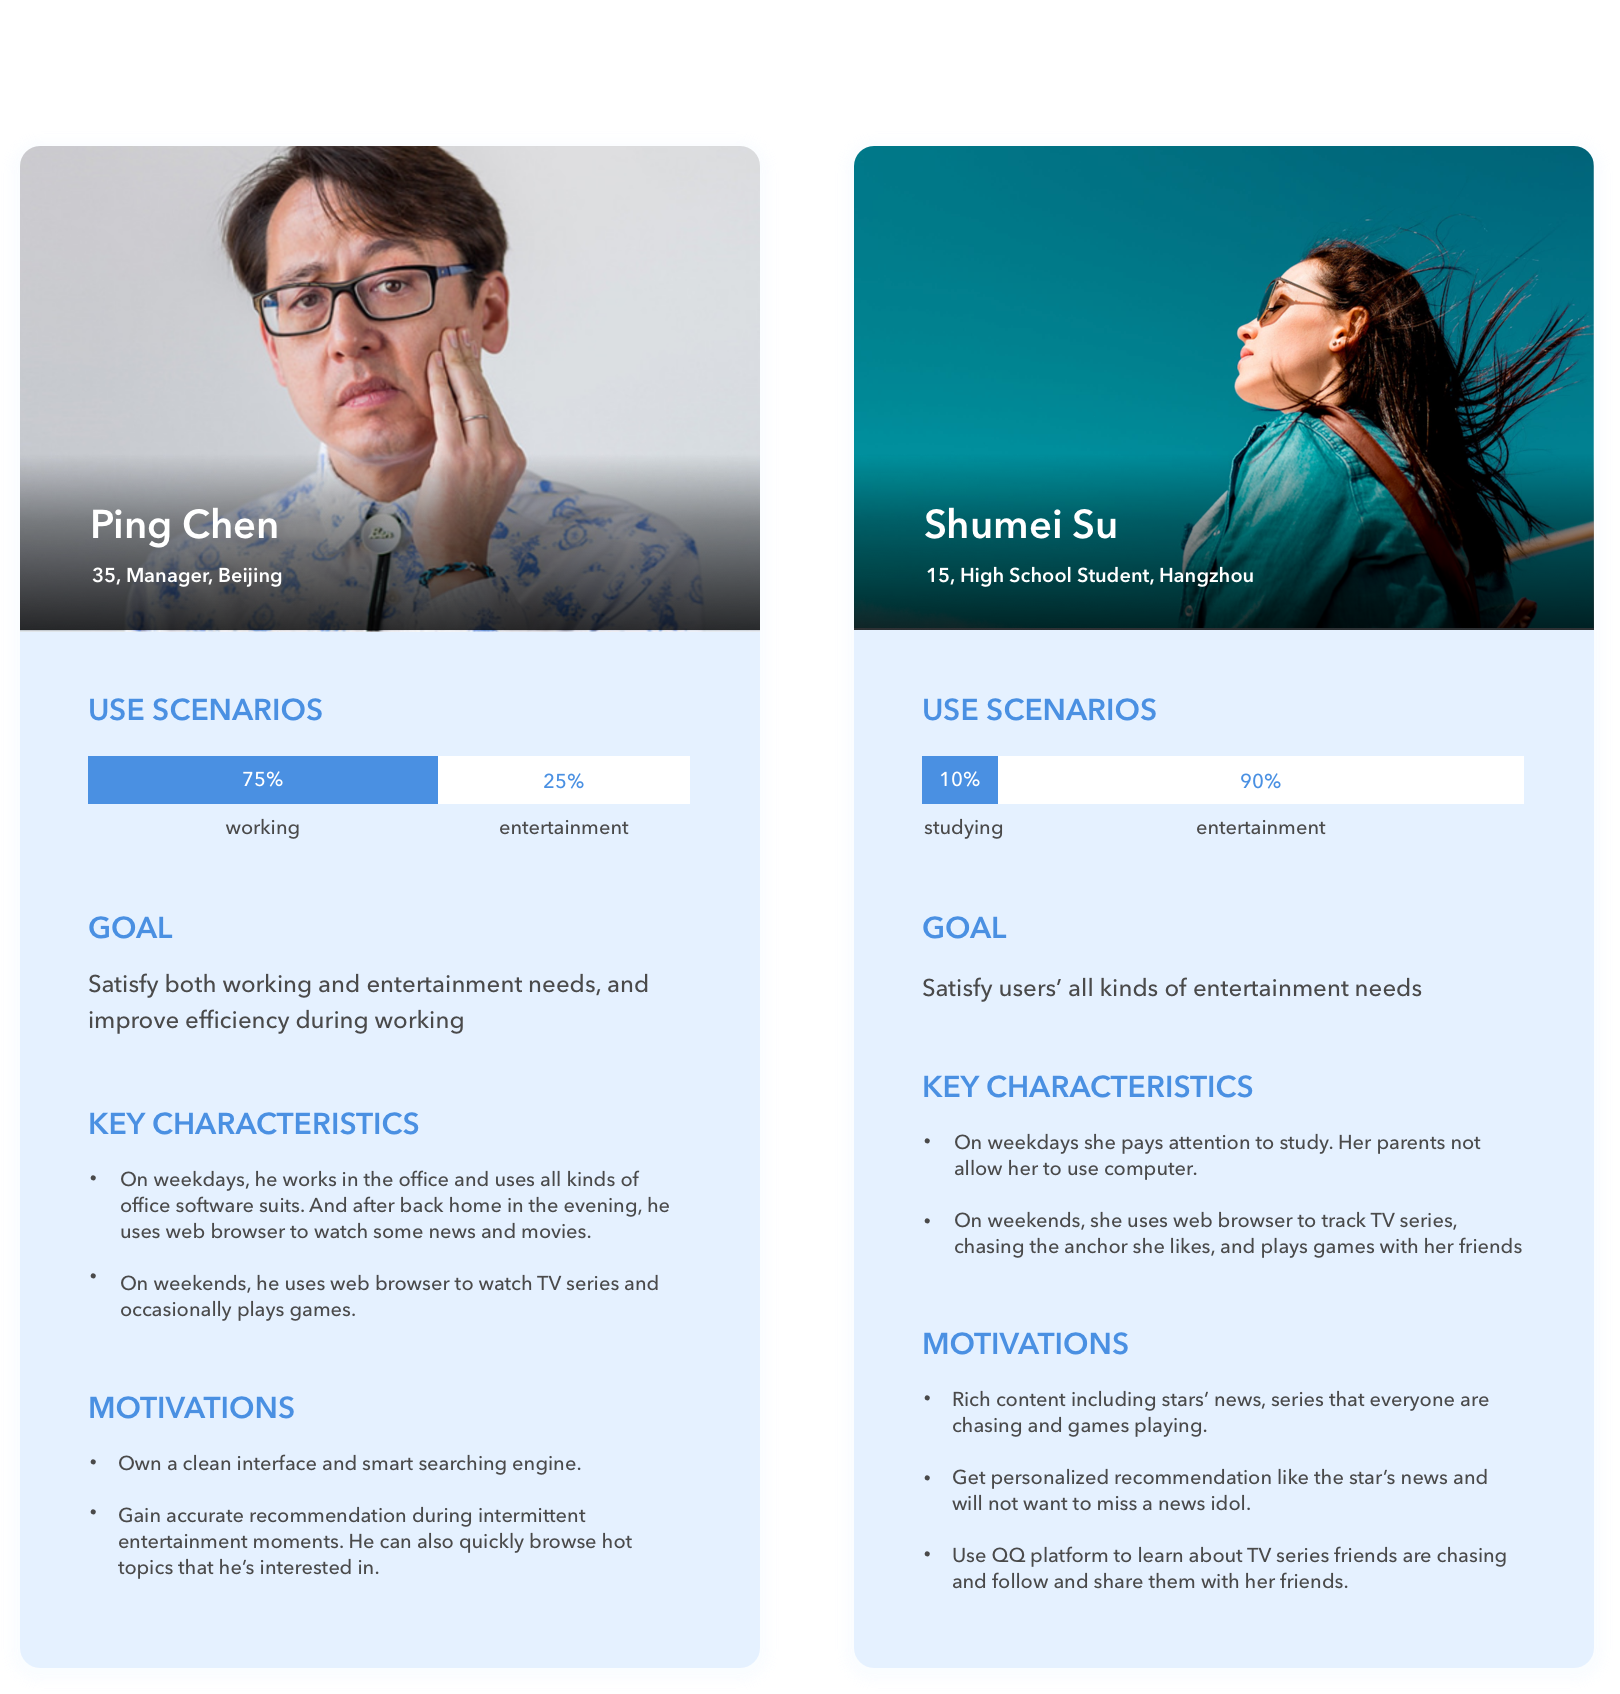 Ping Chen
35, Manager, Beijing
USE SCENARIOS
75%
25%
working
entertainment
GOAL
Satisfy both working and entertainment needs, and
improve efficiency during working
KEY CHARACTERISTICS
• On weekdays, he works in the office and uses all kinds of
office software suits. And after back home in the evening, he
uses web browser to watch some news and movies.
• On weekends, he uses web browser to watch TV series and
occasionally plays games.
MOTIVATIONS
• Own a clean interface and smart searching engine.
• Gain accurate recommendation during intermittent
entertainment moments. He can also quickly browse hot
topics that he’s interested in.
Shumei Su
15, High School Student, Hangzhou
USE SCENARIOS
10%
90%
studying
entertainment
GOAL
Satisfy users’ all kinds of entertainment needs
KEY CHARACTERISTICS
• On weekdays she pays attention to study. Her parents not
allow her to use computer.
• On weekends, she uses web browser to track TV series,
chasing the anchor she likes, and plays games with her friends
MOTIVATIONS
• Rich content including stars’ news, series that everyone are
chasing and games playing.
• Get personalized recommendation like the star’s news and
will not want to miss a news idol.
• Use QQ platform to learn about TV series friends are chasing
and follow and share them with her friends.